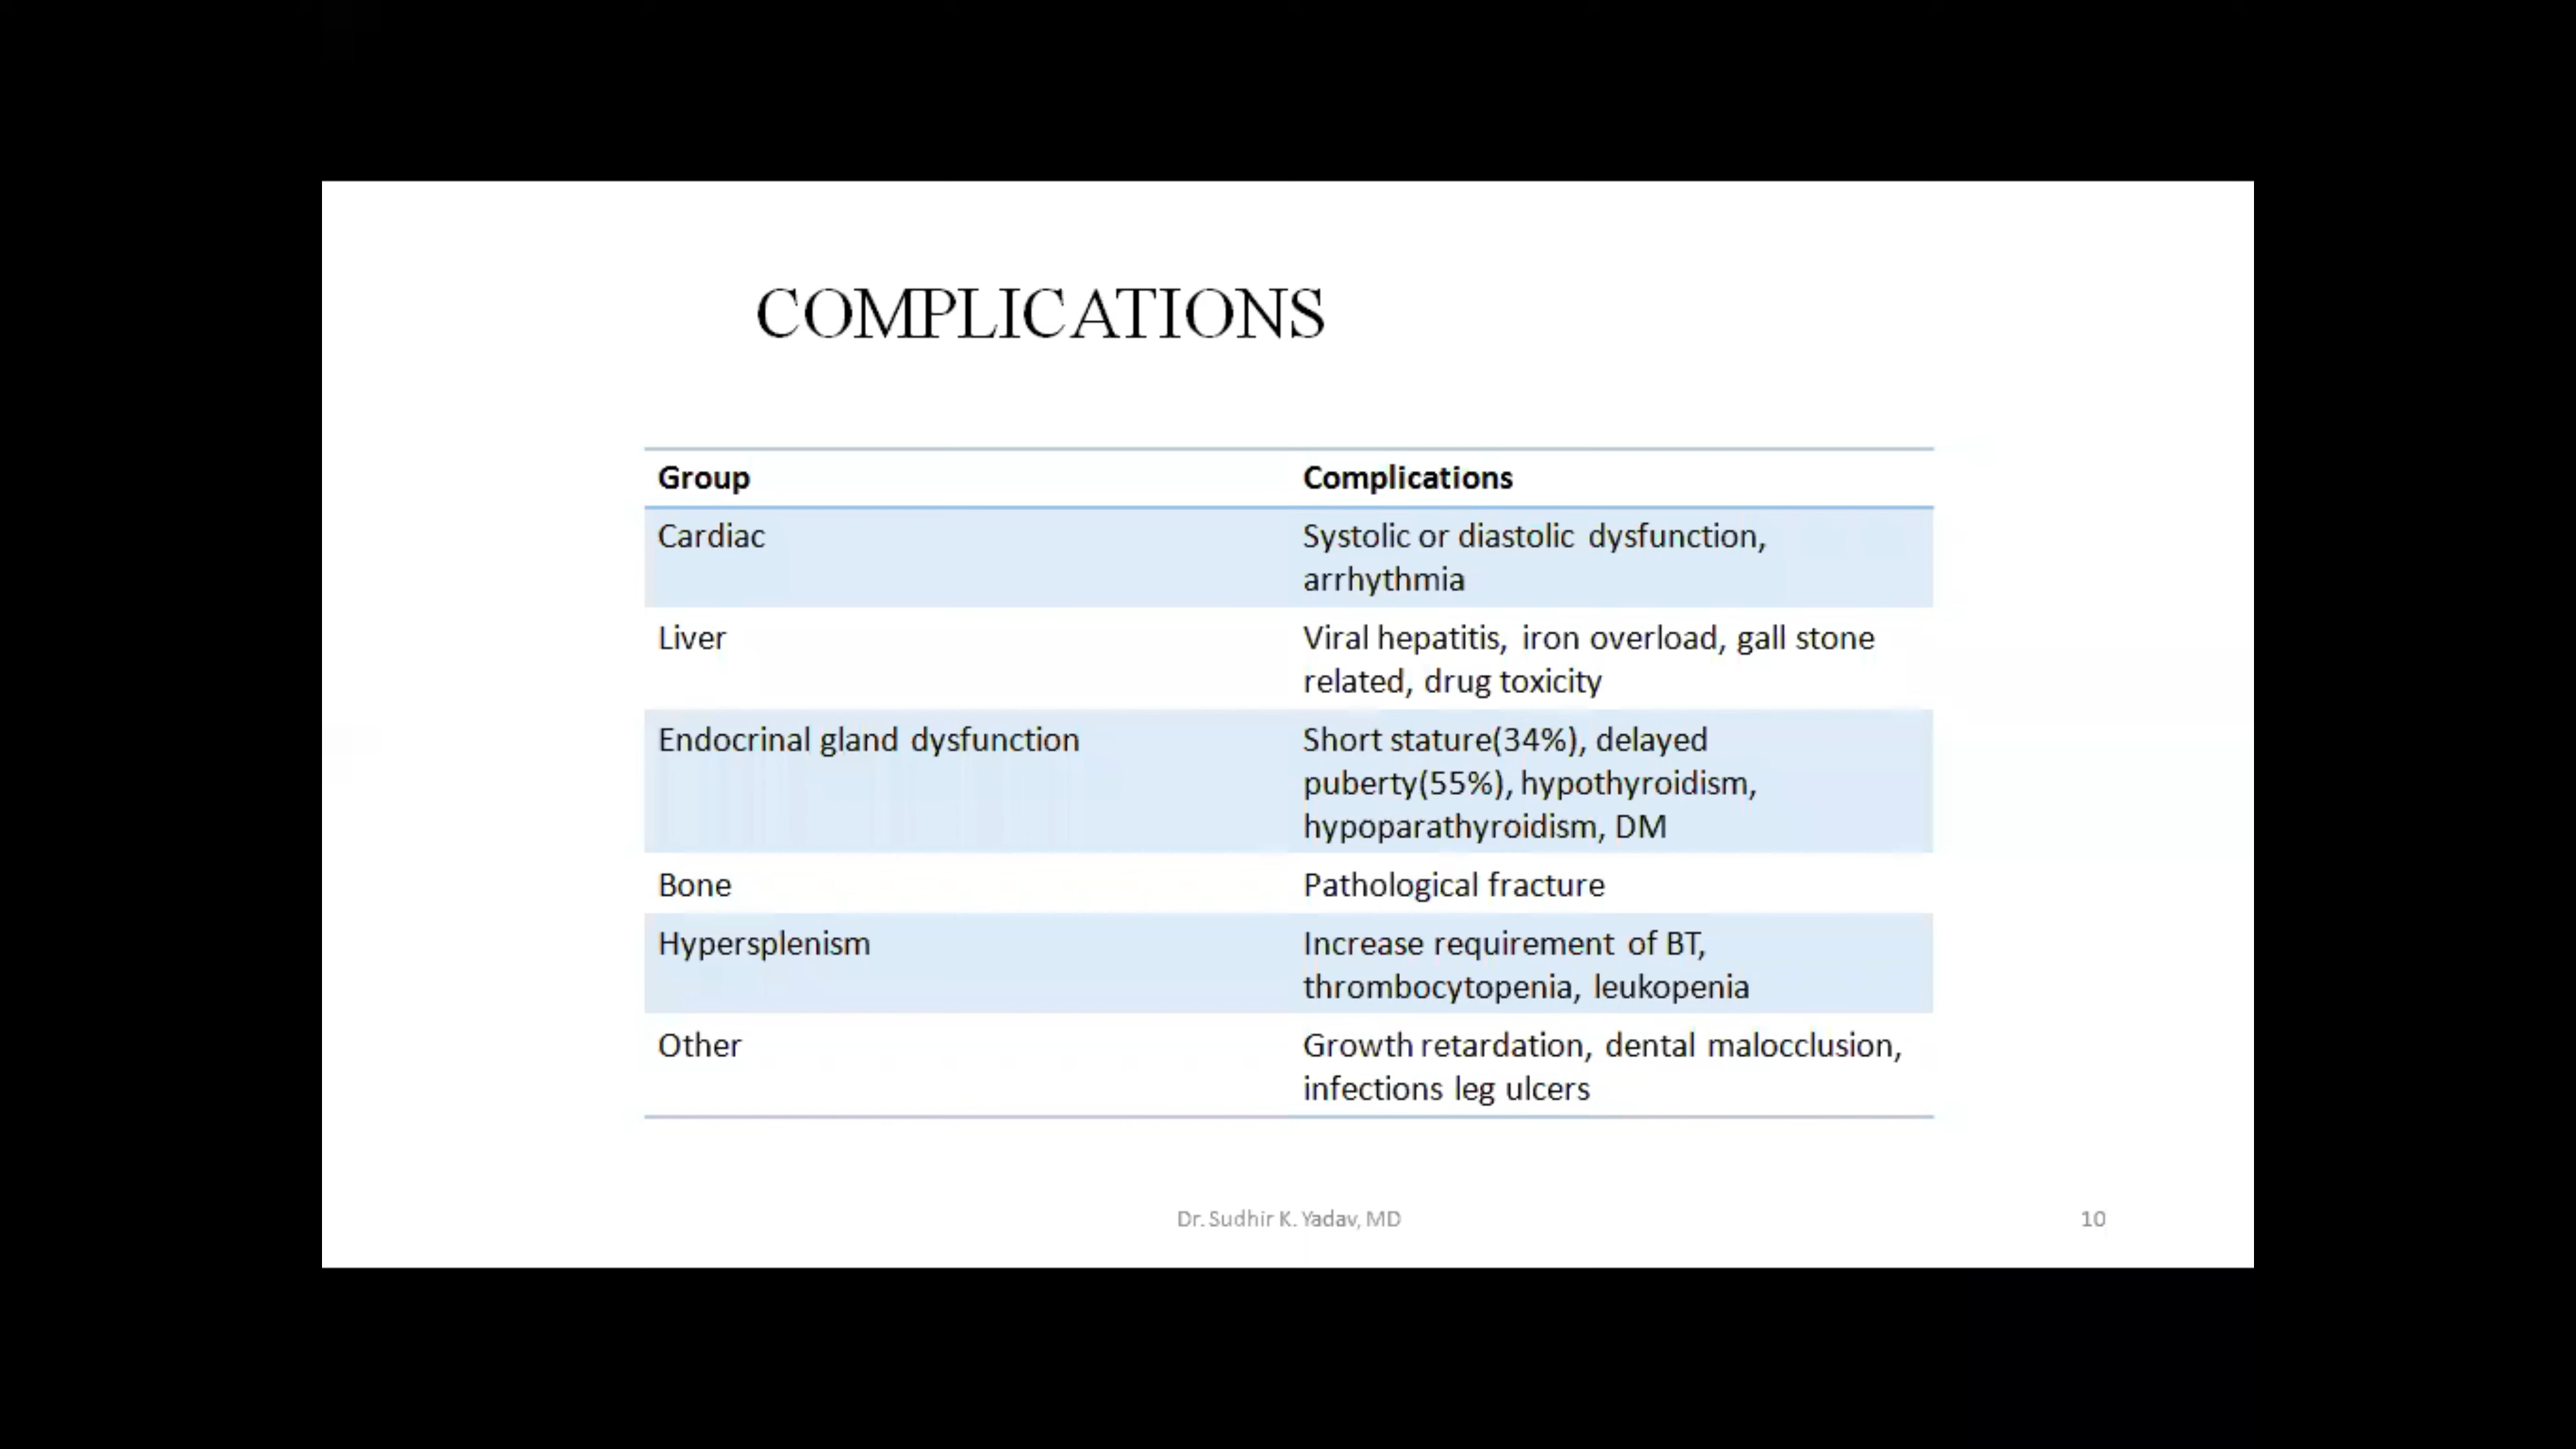 COMPLICATIONS
Group Complications
Cardiac Systolic or diastolic dysfunction,
arrhythmia
Liver Viral hepatitis, iron overload, gall stone
related, drug toxicity
Endocrinal gland dysfunction Short stature(34%), delayed
puberty(55%), hypothyroidism,
hypoparathyroidism, DM
Bone Pathological fracture
Hypersplenism Increase requirement of BT,
thrombocytopenia, leukopenia
Other Growth retardation, dental malocclusion,
infections leg ulcers
Dr. Sudhir K. Yadav, MD 10